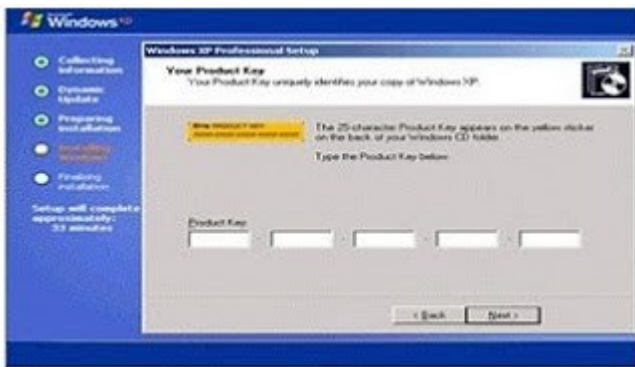 Windows xp
Collecting
information
Dynamic
Update
Preparing
installation
Installing
Windows
Finalizing
installation
Setup will complete
approximately:
33 minutes
Windows XP Professional Setup
Your Product Key
Your Product Key uniquely identifies your copy of Windows XP.
PRODUCT KEY
The 25-character Product Key appears on the yellow sticker
on the back of your Windows CD folder.
Type the Product Key below:
Product Key:
< Back
Next >